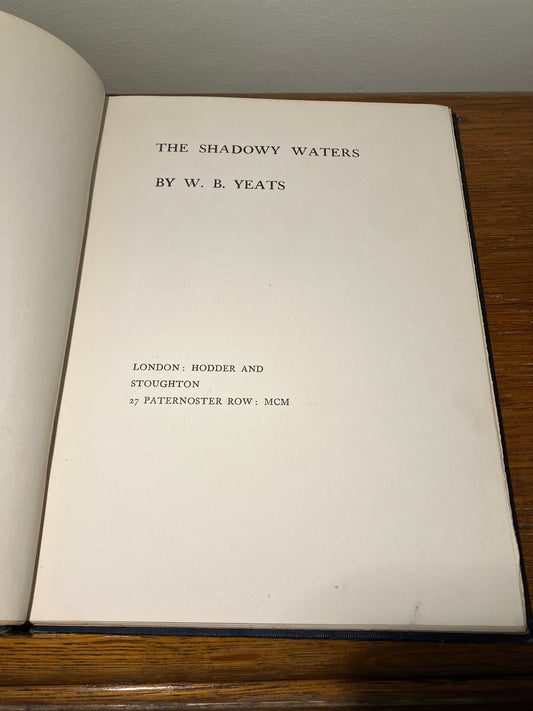 THE SHADOWY WATERS
BY W. B. YEATS
LONDON: HODDER AND
STOUGHTON
27 PATERNOSTER ROW: MCM